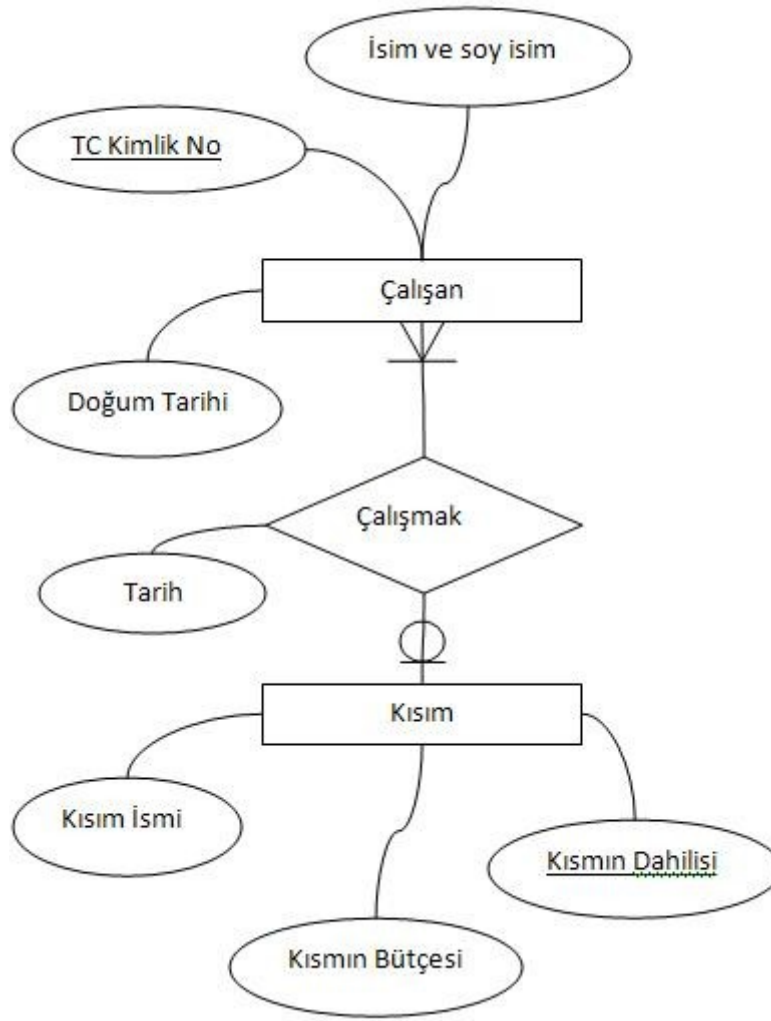 İsim ve soy isim
TC Kimlik No
Çalışan
Doğum Tarihi
Çalışmak
Tarih
Kısım
Kısım İsmi
Kısmın Dahilisi
Kısmın Bütçesi